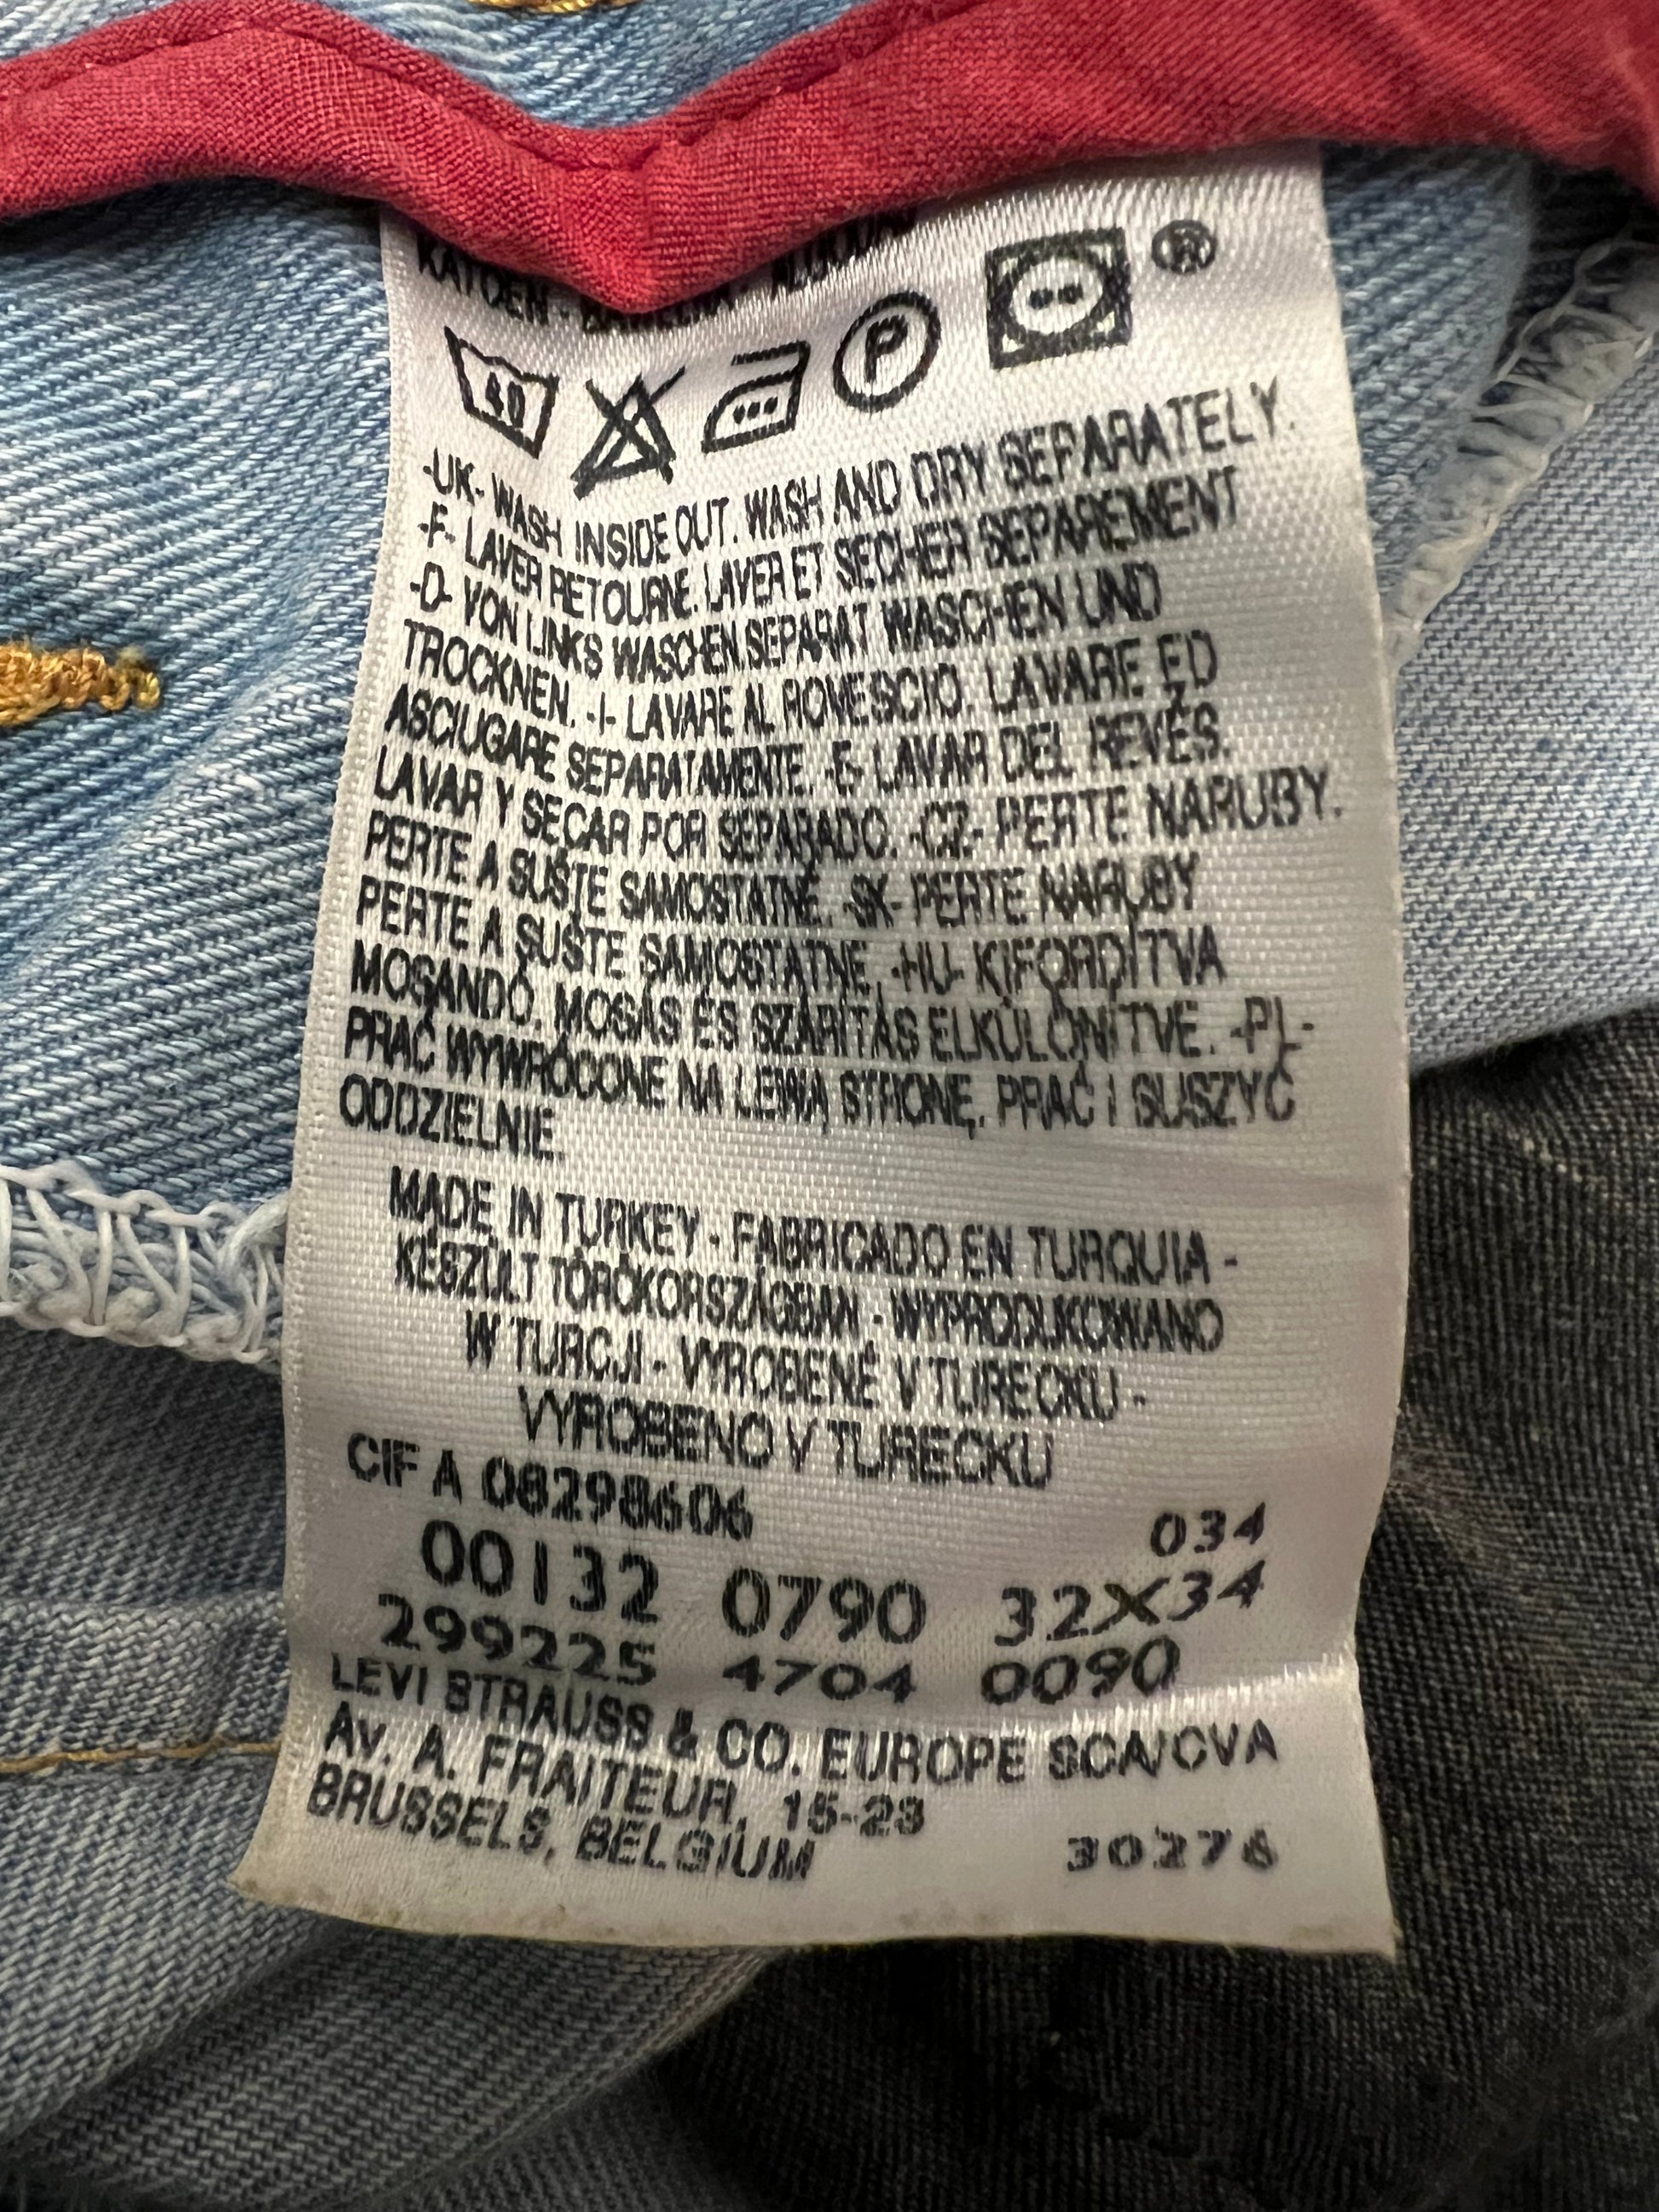 40 P ®
-UK- WASH INSIDE OUT. WASH AND DRY SEPARATELY.
-F- LAVER RETOURNE. LAVER ET SECHER SEPAREMENT
-D- VON LINKS WASCHEN.SEPARAT WASCHEN UND
TROCKNEN. -I- LAVARE AL ROVESCIO. LAVARE ED
ASCIUGARE SEPARATAMENTE. -E- LAVAR DEL REVÉS.
LAVAR Y SECAR POR SEPARADO. -CZ- PERTE NARUBY.
PERTE A SUŠTE SAMOSTATNĚ. -SK- PERTE NARUBY
PERTE A SUŠTE SAMOSTATNE. -HU- KIFORDÍTVA
MOSANDÓ. MOSÁS ÉS SZÁRÍTÁS ELKÜLÖNÍTVE. -PL-
PRAĆ WYWRÓCONE NA LEWĄ STRONĘ. PRAĆ I SUSZYĆ
ODDZIELNIE
MADE IN TURKEY - FABRICADO EN TURQUIA -
KÉSZÜLT TÖRÖKORSZÁGBAN - WYPRODUKOWANO
W TURCJI - VYROBENÉ V TURECKU -
VYROBENO V TURECKU
CIF A 08298606
034
00132 0790 32X34
299225 4704 0090
LEVI STRAUSS & CO. EUROPE SCA/CVA
Av. A. FRAITEUR, 15-23
BRUSSELS, BELGIUM 30276